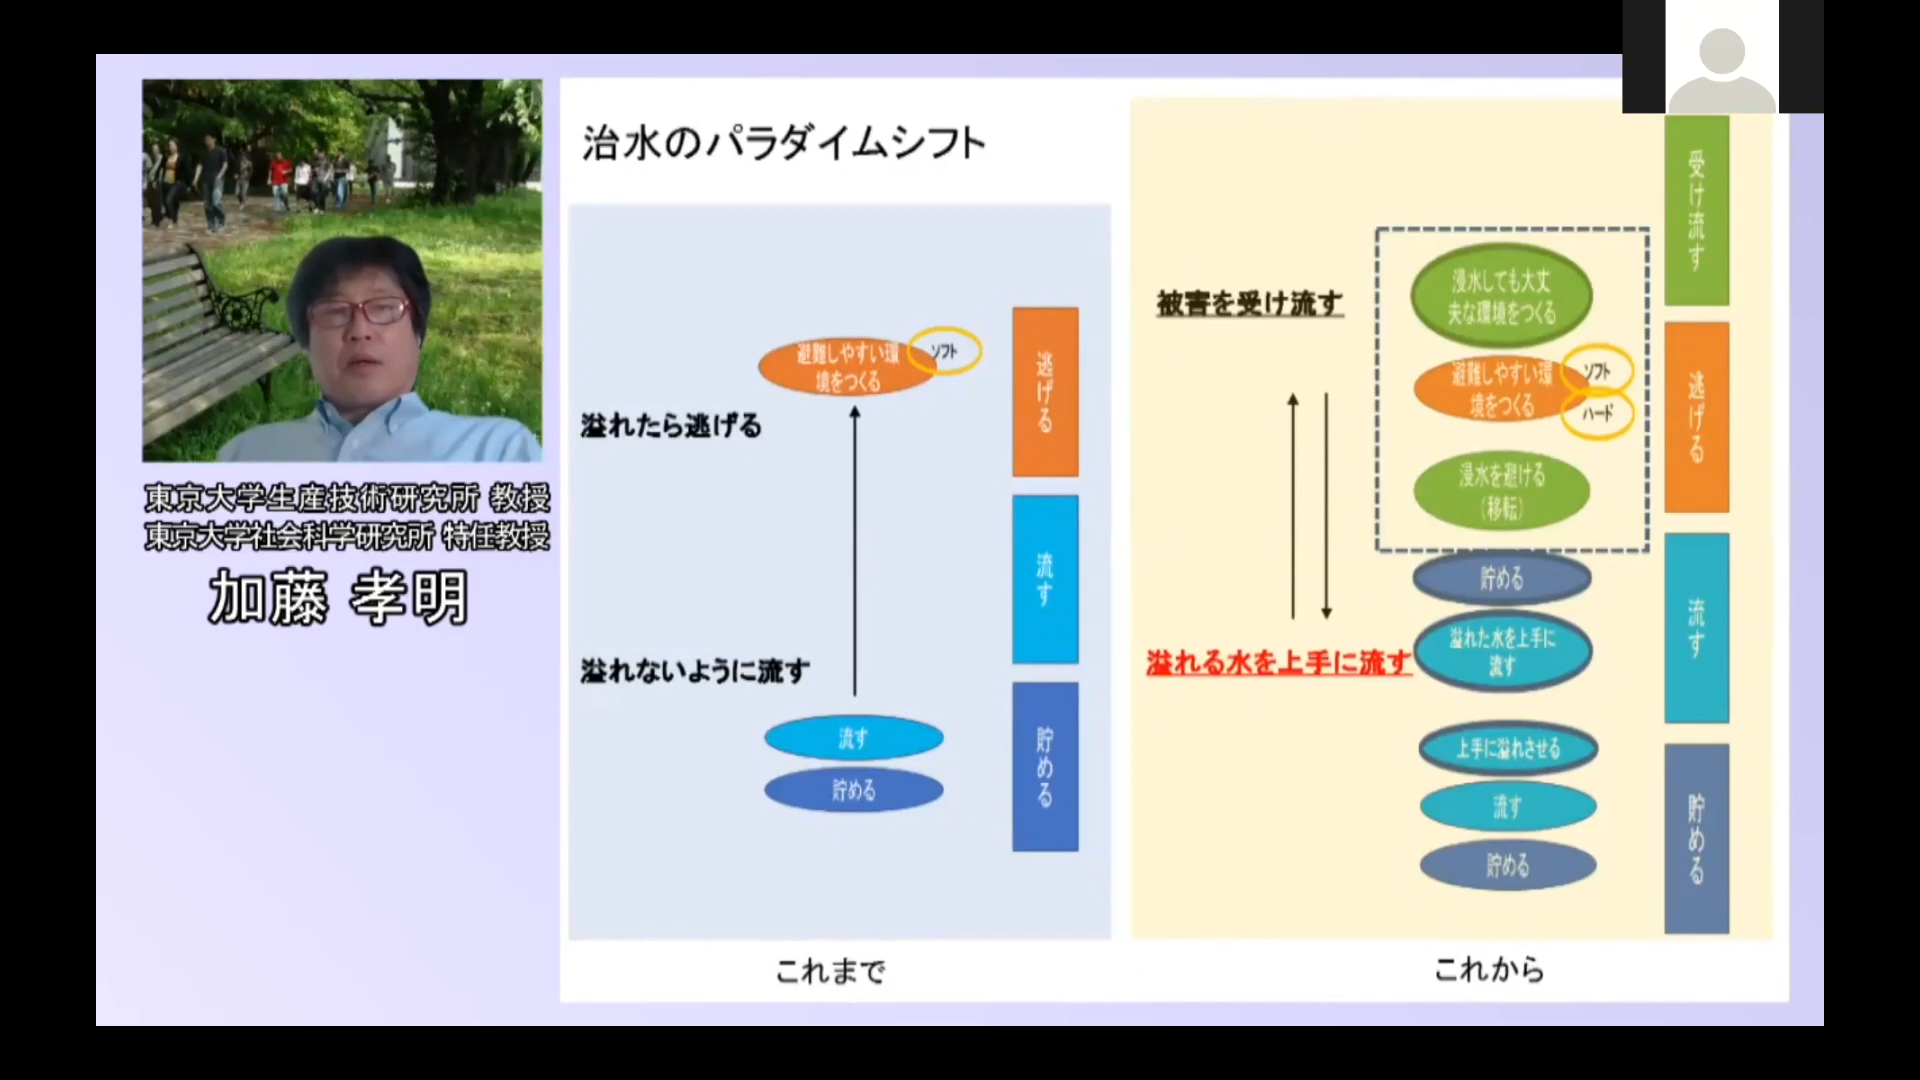 東京大学生産技術研究所 教授
東京大学社会科学研究所 特任教授
加藤 孝明
治水のパラダイムシフト
避難しやすい環
境をつくる
ソフト
溢れたら逃げる
溢れないように流す
流す
貯める
逃げる
流す
貯める
これまで
被害を受け流す
溢れる水を上手に流す
浸水しても大丈
夫な環境をつくる
避難しやすい環
境をつくる
ソフト
ハード
浸水を避ける
（移転）
貯める
溢れた水を上手に
流す
上手に溢れさせる
流す
貯める
受け流す
逃げる
流す
貯める
これから